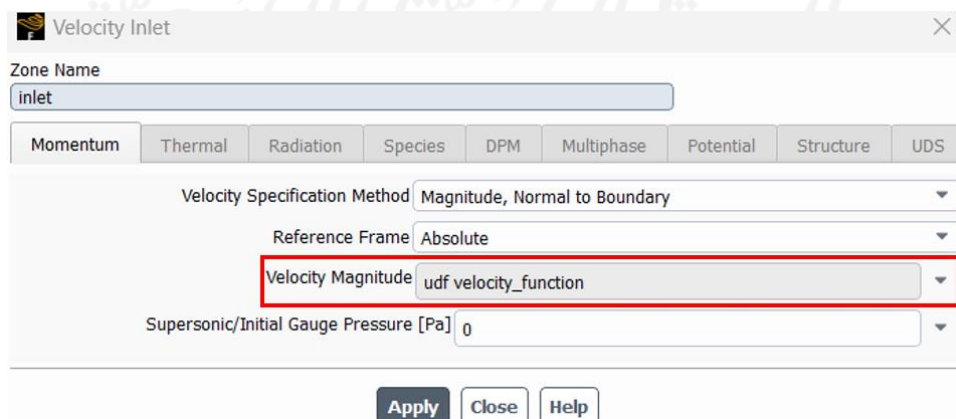 Velocity Inlet
Zone Name
inlet
Momentum Thermal Radiation Species DPM Multiphase Potential Structure UDS
Velocity Specification Method Magnitude, Normal to Boundary
Reference Frame Absolute
Velocity Magnitude udf velocity_function
Supersonic/Initial Gauge Pressure [Pa] 0
Apply Close Help